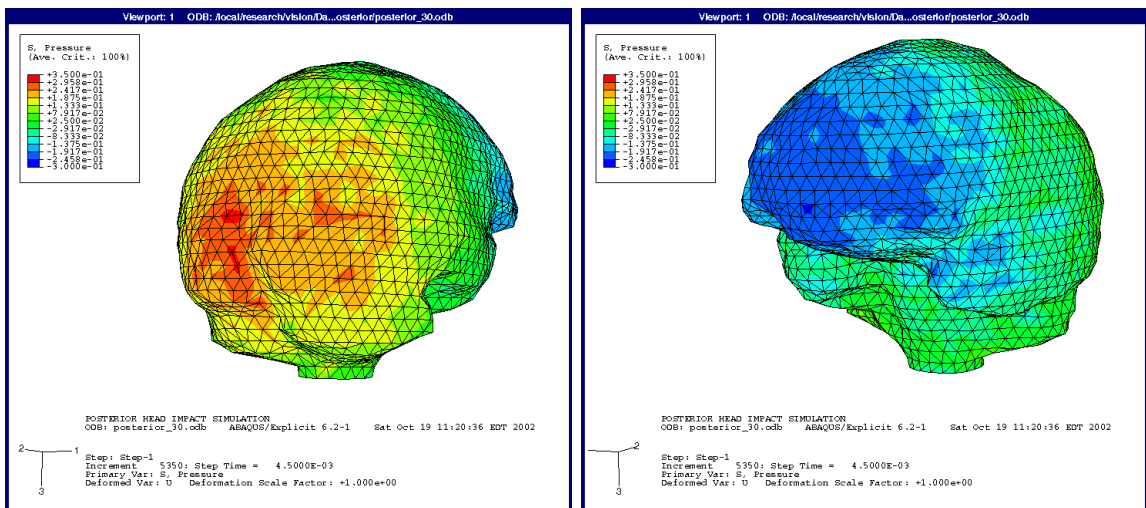 Viewport: 1 ODB: /local/research/vision/Da...osterior/posterior_30.odb
S, Pressure
(Ave. Crit.: 100%)
+3.500e-01
+2.958e-01
+2.417e-01
+1.875e-01
+1.333e-01
+7.917e-02
+2.500e-02
-2.917e-02
-8.333e-02
-1.375e-01
-1.917e-01
-2.458e-01
-3.000e-01
POSTERIOR HEAD IMPACT SIMULATION
ODB: posterior_30.odb ABAQUS/Explicit 6.2-1 Sat Oct 19 11:20:36 EDT 2002
2 1
3
Step: Step-1
Increment 5350: Step Time = 4.5000E-03
Primary Var: S, Pressure
Deformed Var: U Deformation Scale Factor: +1.000e+00
Viewport: 1 ODB: /local/research/vision/Da...osterior/posterior_30.odb
S, Pressure
(Ave. Crit.: 100%)
+3.500e-01
+2.958e-01
+2.417e-01
+1.875e-01
+1.333e-01
+7.917e-02
+2.500e-02
-2.917e-02
-8.333e-02
-1.375e-01
-1.917e-01
-2.458e-01
-3.000e-01
POSTERIOR HEAD IMPACT SIMULATION
ODB: posterior_30.odb ABAQUS/Explicit 6.2-1 Sat Oct 19 11:20:36 EDT 2002
2
3
Step: Step-1
Increment 5350: Step Time = 4.5000E-03
Primary Var: S, Pressure
Deformed Var: U Deformation Scale Factor: +1.000e+00